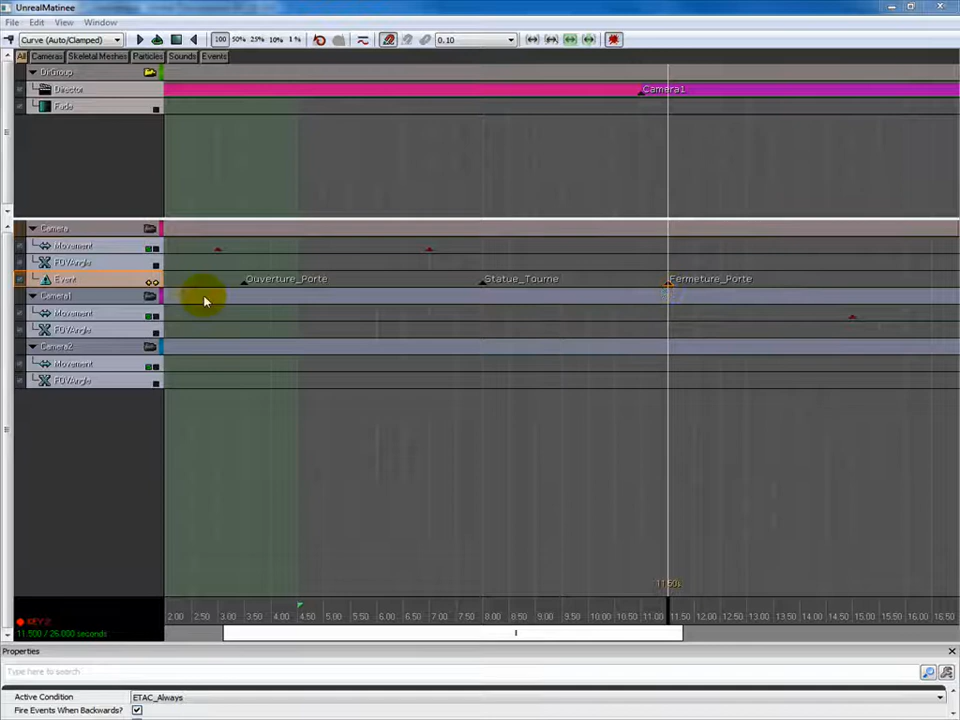 UnrealMatinee
File Edit View Window
Curve (Auto/Clamped) 100 50% 25% 10% 1 % 0.10
All Cameras Skeletal Meshes Particles Sounds Events
DirGroup
Director Camera1
Fade
Camera
Movement
FOVAngle
Event Ouverture_Porte Statue_Tourne Fermeture_Porte
Camera1
Movement
FOVAngle
Camera2
Movement
FOVAngle
11.50s
2.00 2.50 3.00 3.50 4.00 4.50 5.00 5.50 6.00 6.50 7.00 7.50 8.00 8.50 9.00 9.50 10.00 10.50 11.00 11.50 12.00 12.50 13.00 13.50 14.00 14.50 15.00 15.50 16.00 16.50
KEY 2
11.500 / 26.000 seconds
Properties
Type here to search
Active Condition ETAC_Always
Fire Events When Backwards?